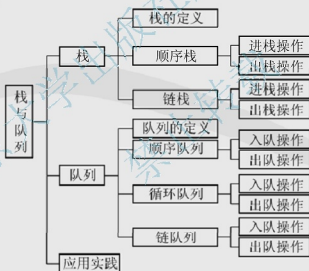 栈与队列
栈
栈的定义
顺序栈
进栈操作
出栈操作
链栈
进栈操作
出栈操作
队列
队列的定义
顺序队列
入队操作
出队操作
循环队列
入队操作
出队操作
链队列
入队操作
出队操作
应用实践